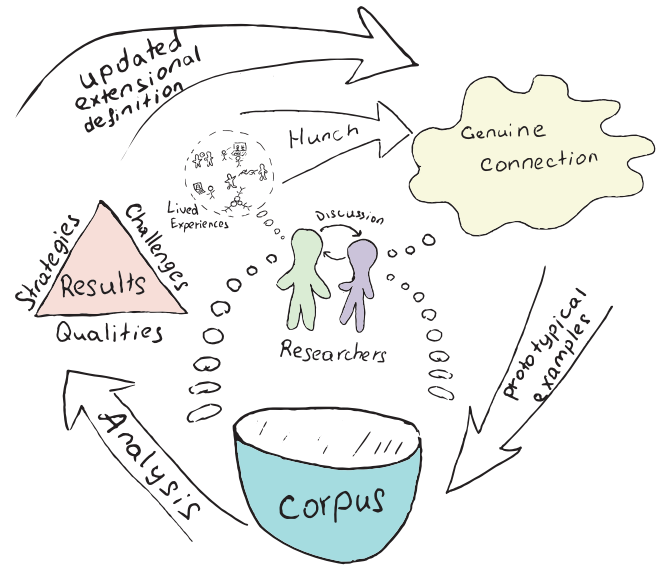 updated
extensional
definition
Hunch
Genuine
Connection
Lived
Experiences
Discussion
Strategies
Challenges
Results
Qualities
Researchers
prototypical
examples
Analysis
Corpus